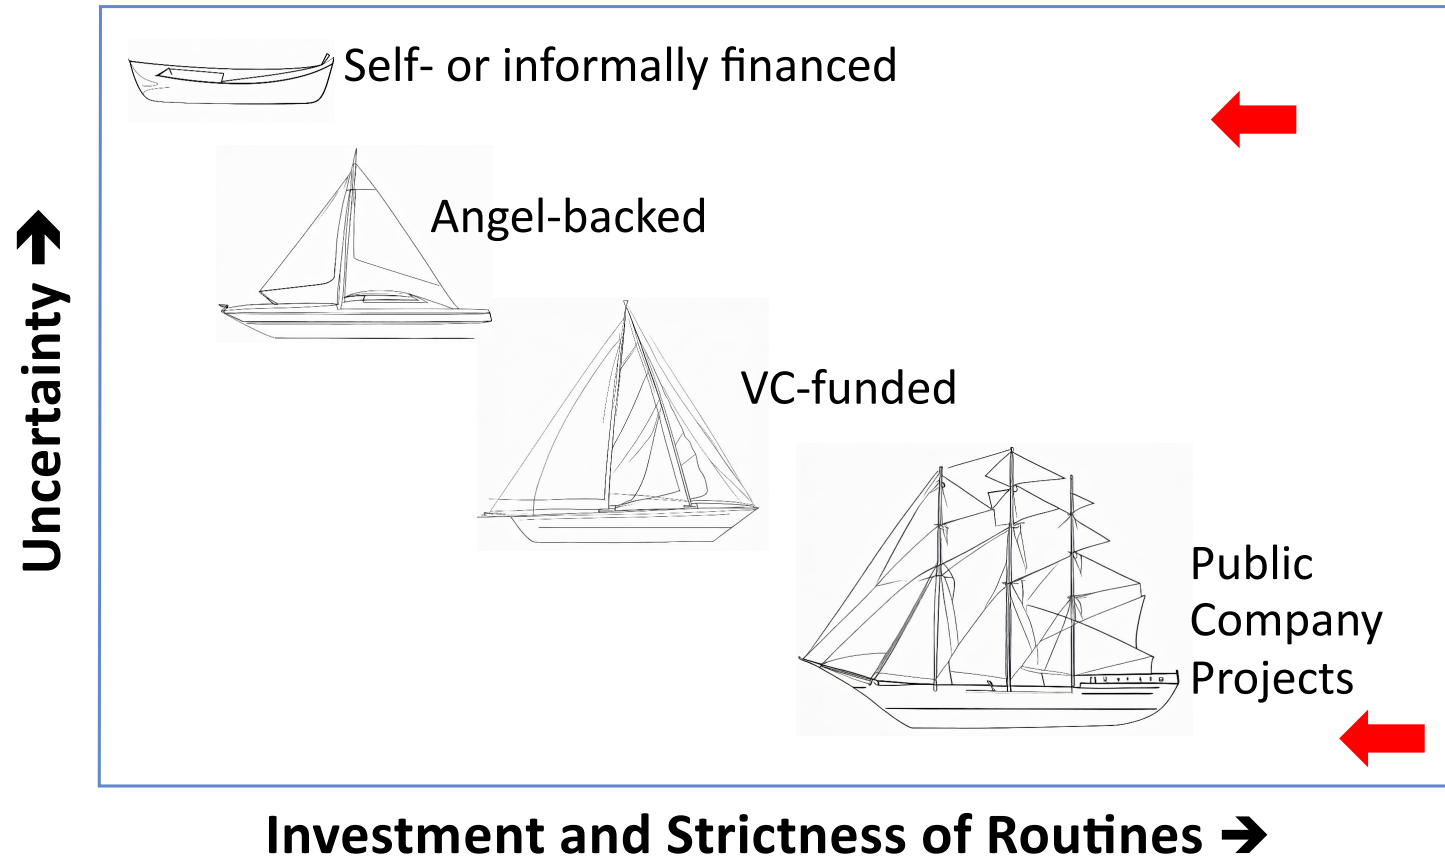 Self- or informally financed
Angel-backed
VC-funded
Public
Company
Projects
Uncertainty →
Investment and Strictness of Routines →